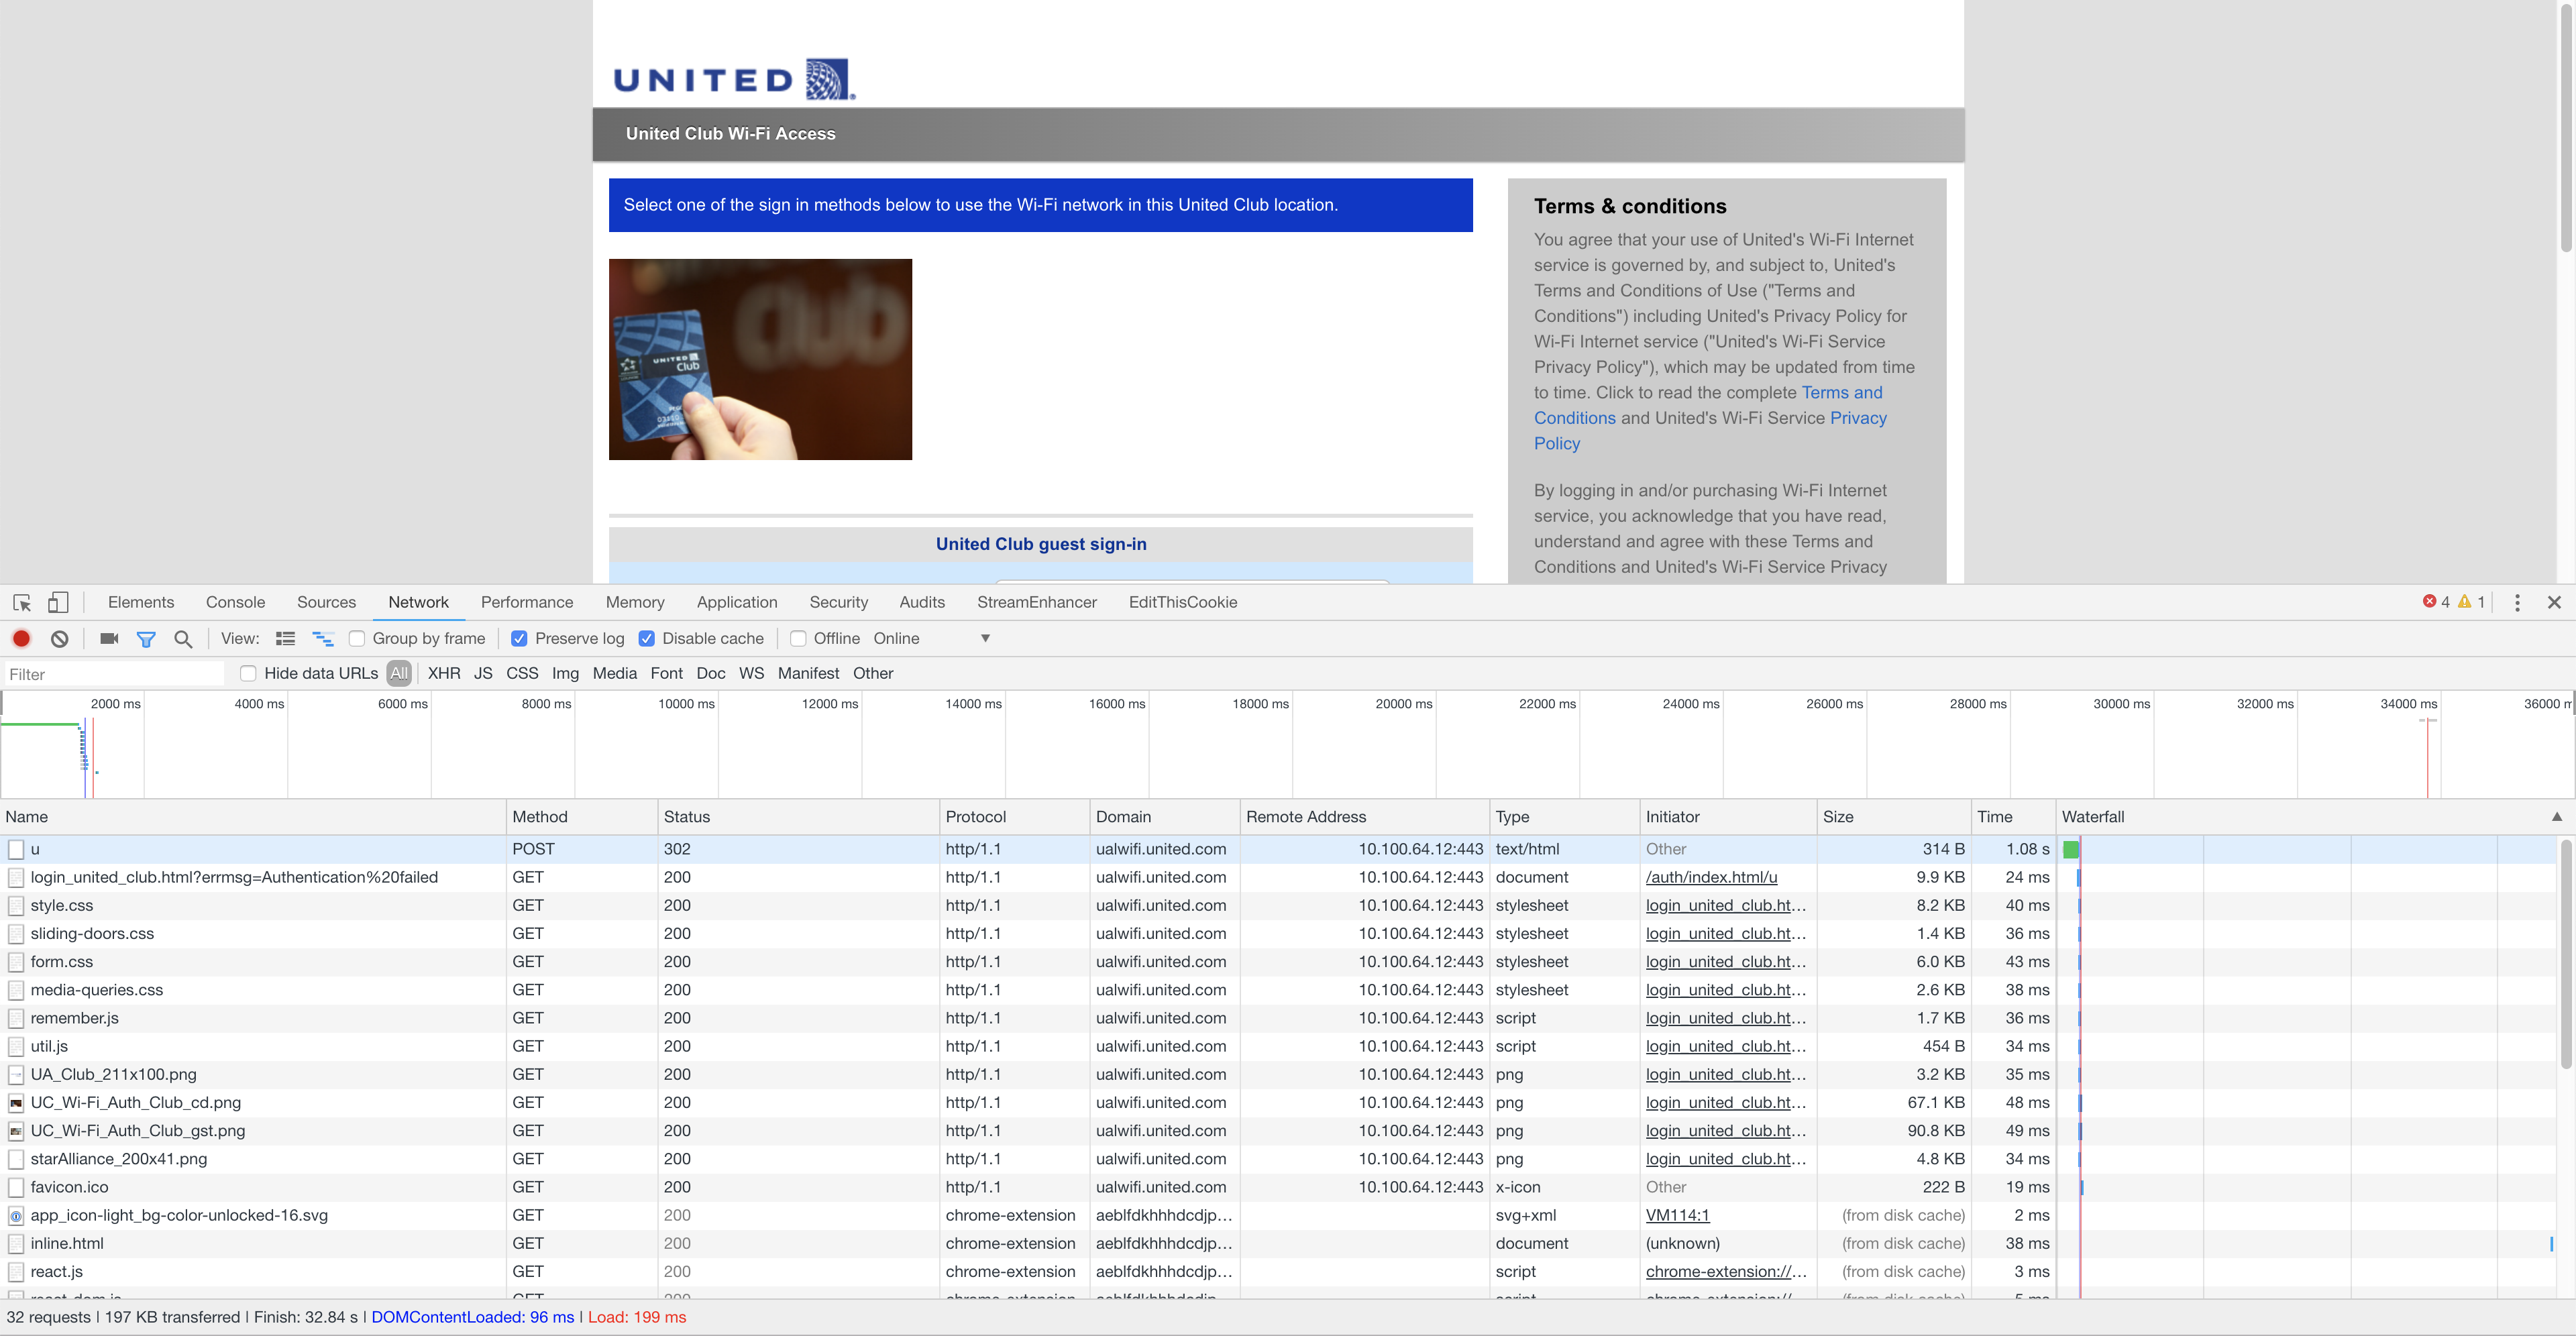 UNITED
United Club Wi-Fi Access
Select one of the sign in methods below to use the Wi-Fi network in this United Club location.
Club
UNITED
Club
Terms & conditions
You agree that your use of United's Wi-Fi Internet
service is governed by, and subject to, United's
Terms and Conditions of Use ("Terms and
Conditions") including United's Privacy Policy for
Wi-Fi Internet service ("United's Wi-Fi Service
Privacy Policy"), which may be updated from time
to time. Click to read the complete Terms and
Conditions and United's Wi-Fi Service Privacy
Policy
By logging in and/or purchasing Wi-Fi Internet
service, you acknowledge that you have read,
understand and agree with these Terms and
Conditions and United's Wi-Fi Service Privacy
United Club guest sign-in
Elements Console Sources Network Performance Memory Application Security Audits StreamEnhancer EditThisCookie 4 1
View: Group by frame Preserve log Disable cache Offline Online
Filter Hide data URLs All XHR JS CSS Img Media Font Doc WS Manifest Other
2000 ms 4000 ms 6000 ms 8000 ms 10000 ms 12000 ms 14000 ms 16000 ms 18000 ms 20000 ms 22000 ms 24000 ms 26000 ms 28000 ms 30000 ms 32000 ms 34000 ms 36000 m
Name Method Status Protocol Domain Remote Address Type Initiator Size Time Waterfall
u POST 302 http/1.1 ualwifi.united.com 10.100.64.12:443 text/html Other 314 B 1.08 s
login_united_club.html?errmsg=Authentication%20failed GET 200 http/1.1 ualwifi.united.com 10.100.64.12:443 document /auth/index.html/u 9.9 KB 24 ms
style.css GET 200 http/1.1 ualwifi.united.com 10.100.64.12:443 stylesheet login_united_club.ht… 8.2 KB 40 ms
sliding-doors.css GET 200 http/1.1 ualwifi.united.com 10.100.64.12:443 stylesheet login_united_club.ht… 1.4 KB 36 ms
form.css GET 200 http/1.1 ualwifi.united.com 10.100.64.12:443 stylesheet login_united_club.ht… 6.0 KB 43 ms
media-queries.css GET 200 http/1.1 ualwifi.united.com 10.100.64.12:443 stylesheet login_united_club.ht… 2.6 KB 38 ms
remember.js GET 200 http/1.1 ualwifi.united.com 10.100.64.12:443 script login_united_club.ht… 1.7 KB 36 ms
util.js GET 200 http/1.1 ualwifi.united.com 10.100.64.12:443 script login_united_club.ht… 454 B 34 ms
UA_Club_211x100.png GET 200 http/1.1 ualwifi.united.com 10.100.64.12:443 png login_united_club.ht… 3.2 KB 35 ms
UC_Wi-Fi_Auth_Club_cd.png GET 200 http/1.1 ualwifi.united.com 10.100.64.12:443 png login_united_club.ht… 67.1 KB 48 ms
UC_Wi-Fi_Auth_Club_gst.png GET 200 http/1.1 ualwifi.united.com 10.100.64.12:443 png login_united_club.ht… 90.8 KB 49 ms
starAlliance_200x41.png GET 200 http/1.1 ualwifi.united.com 10.100.64.12:443 png login_united_club.ht… 4.8 KB 34 ms
favicon.ico GET 200 http/1.1 ualwifi.united.com 10.100.64.12:443 x-icon Other 222 B 19 ms
app_icon-light_bg-color-unlocked-16.svg GET 200 chrome-extension aeblfdkhhhdcdjp… svg+xml VM114:1 (from disk cache) 2 ms
inline.html GET 200 chrome-extension aeblfdkhhhdcdjp… document (unknown) (from disk cache) 38 ms
react.js GET 200 chrome-extension aeblfdkhhhdcdjp… script chrome-extension://… (from disk cache) 3 ms
32 requests | 197 KB transferred | Finish: 32.84 s | DOMContentLoaded: 96 ms | Load: 199 ms